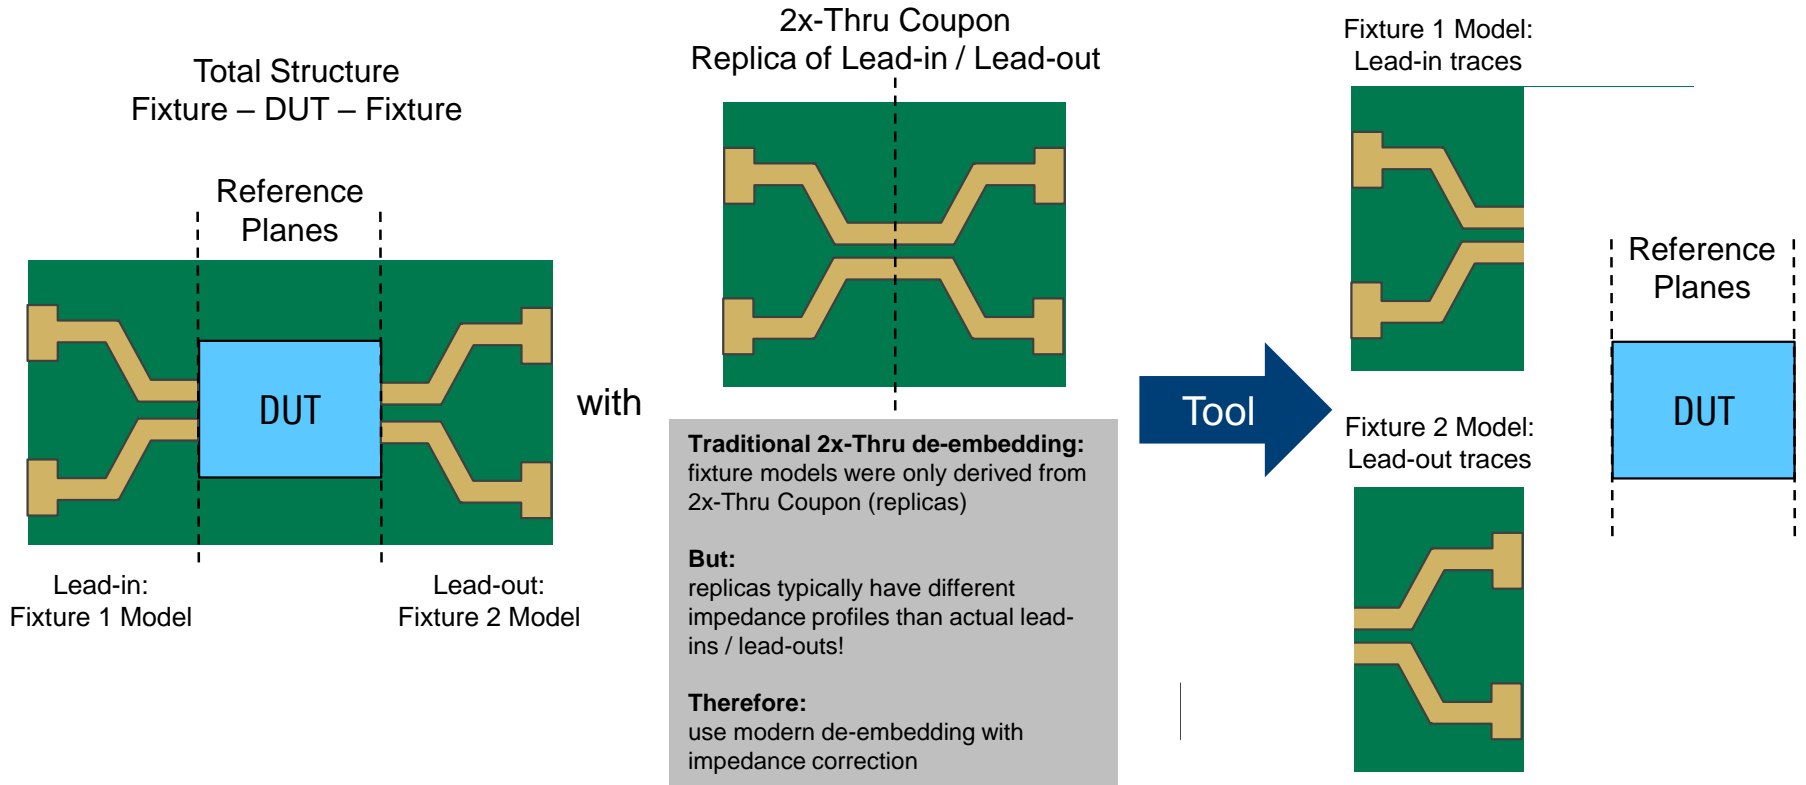 Total Structure
Fixture – DUT – Fixture
Reference
Planes
DUT
Lead-in:
Fixture 1 Model
Lead-out:
Fixture 2 Model
with
2x-Thru Coupon
Replica of Lead-in / Lead-out
Traditional 2x-Thru de-embedding:
fixture models were only derived from
2x-Thru Coupon (replicas)
But:
replicas typically have different
impedance profiles than actual lead-
ins / lead-outs!
Therefore:
use modern de-embedding with
impedance correction
Tool
Fixture 1 Model:
Lead-in traces
Fixture 2 Model:
Lead-out traces
Reference
Planes
DUT